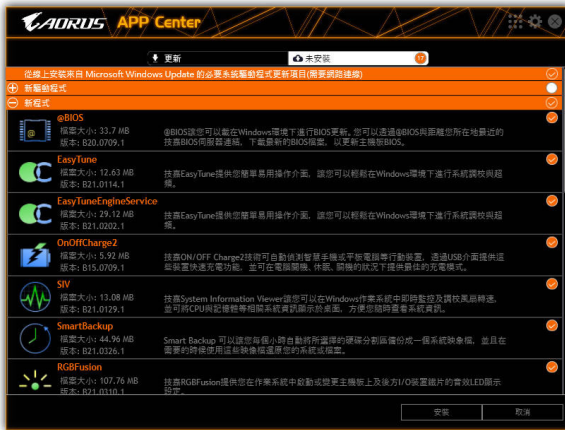 AORUS APP Center
更新
未安裝
17
從線上安裝來自 Microsoft Windows Update 的必要系統驅動程式更新項目(需要網路連線)
新驅動程式
新程式
@BIOS
檔案大小: 33.7 MB
版本: B20.0709.1
@BIOS讓您可以載在Windows環境下進行BIOS更新。您可以透過@BIOS與距離您所在地最近的
技嘉BIOS伺服器連結，下載最新的BIOS檔案，以更新主機板BIOS。
EasyTune
檔案大小: 12.63 MB
版本: B21.0114.1
技嘉EasyTune提供您簡單易用操作介面，讓您可以輕鬆在Windows環境下進行系統調校與超
頻。
EasyTuneEngineService
檔案大小: 29.12 MB
版本: B21.0202.1
技嘉EasyTune提供您簡單易用操作介面，讓您可以輕鬆在Windows環境下進行系統調校與超
頻。
OnOffCharge2
檔案大小: 5.92 MB
版本: B15.0709.1
技嘉ON/OFF Charge2技術可自動偵測智慧手機或平板電腦等行動裝置，透過USB介面提供這
些裝置快速充電功能，並可在電腦開機、休眠、關機的狀況下提供最佳的充電模式。
SIV
檔案大小: 13.08 MB
版本: B21.0129.1
技嘉System Information Viewer讓您可以在Windows作業系統中即時監控及調校風扇轉速，
並可將CPU與記憶體等相關系統資訊顯示於桌面，方便您隨時查看系統資訊。
SmartBackup
檔案大小: 44.96 MB
版本: B21.0326.1
Smart Backup 可以讓您每個小時自動將所選擇的硬碟分割區備份成一個系統映象檔，並且在
需要的時候使用這些映像檔還原您的系統或檔案。
RGBFusion
檔案大小: 107.76 MB
版本: B21.0310.1
技嘉RGBFusion提供您在作業系統中啟動或變更主機板上及後方I/O裝置鐵片的音效LED顯示
設定。
安裝
取消